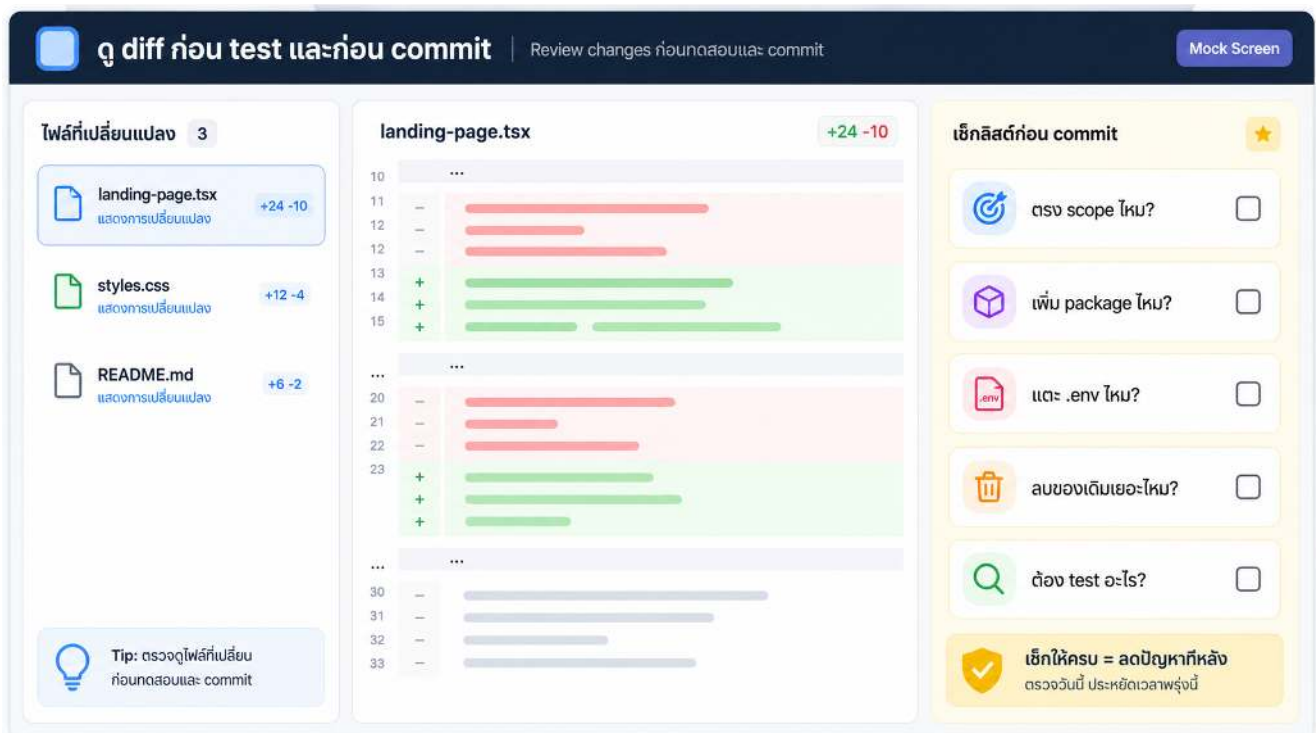 ดู diff ก่อน test และก่อน commit
Review changes ก่อนทดสอบและ commit
Mock Screen
ไฟล์ที่เปลี่ยนแปลง 3
landing-page.tsx
แสดงการเปลี่ยนแปลง
+24 -10
styles.css
แสดงการเปลี่ยนแปลง
+12 -4
README.md
แสดงการเปลี่ยนแปลง
+6 -2
Tip: ตรวจดูไฟล์ที่เปลี่ยน
ก่อนทดสอบและ commit
landing-page.tsx
+24 -10
10 ...
11 –
12 –
12 –
13 +
14 +
15 +
... ...
20 –
21 –
22 –
23 +
+
+
... ...
30 –
31 –
32 –
33 –
เช็กลิสต์ก่อน commit
ตรง scope ไหม?
เพิ่ม package ไหม?
.env
แตะ .env ไหม?
ลบของเดิมเยอะไหม?
ต้อง test อะไร?
เช็กให้ครบ = ลดปัญหาทีหลัง
ตรวจวันนี้ ประหยัดเวลาพรุ่งนี้